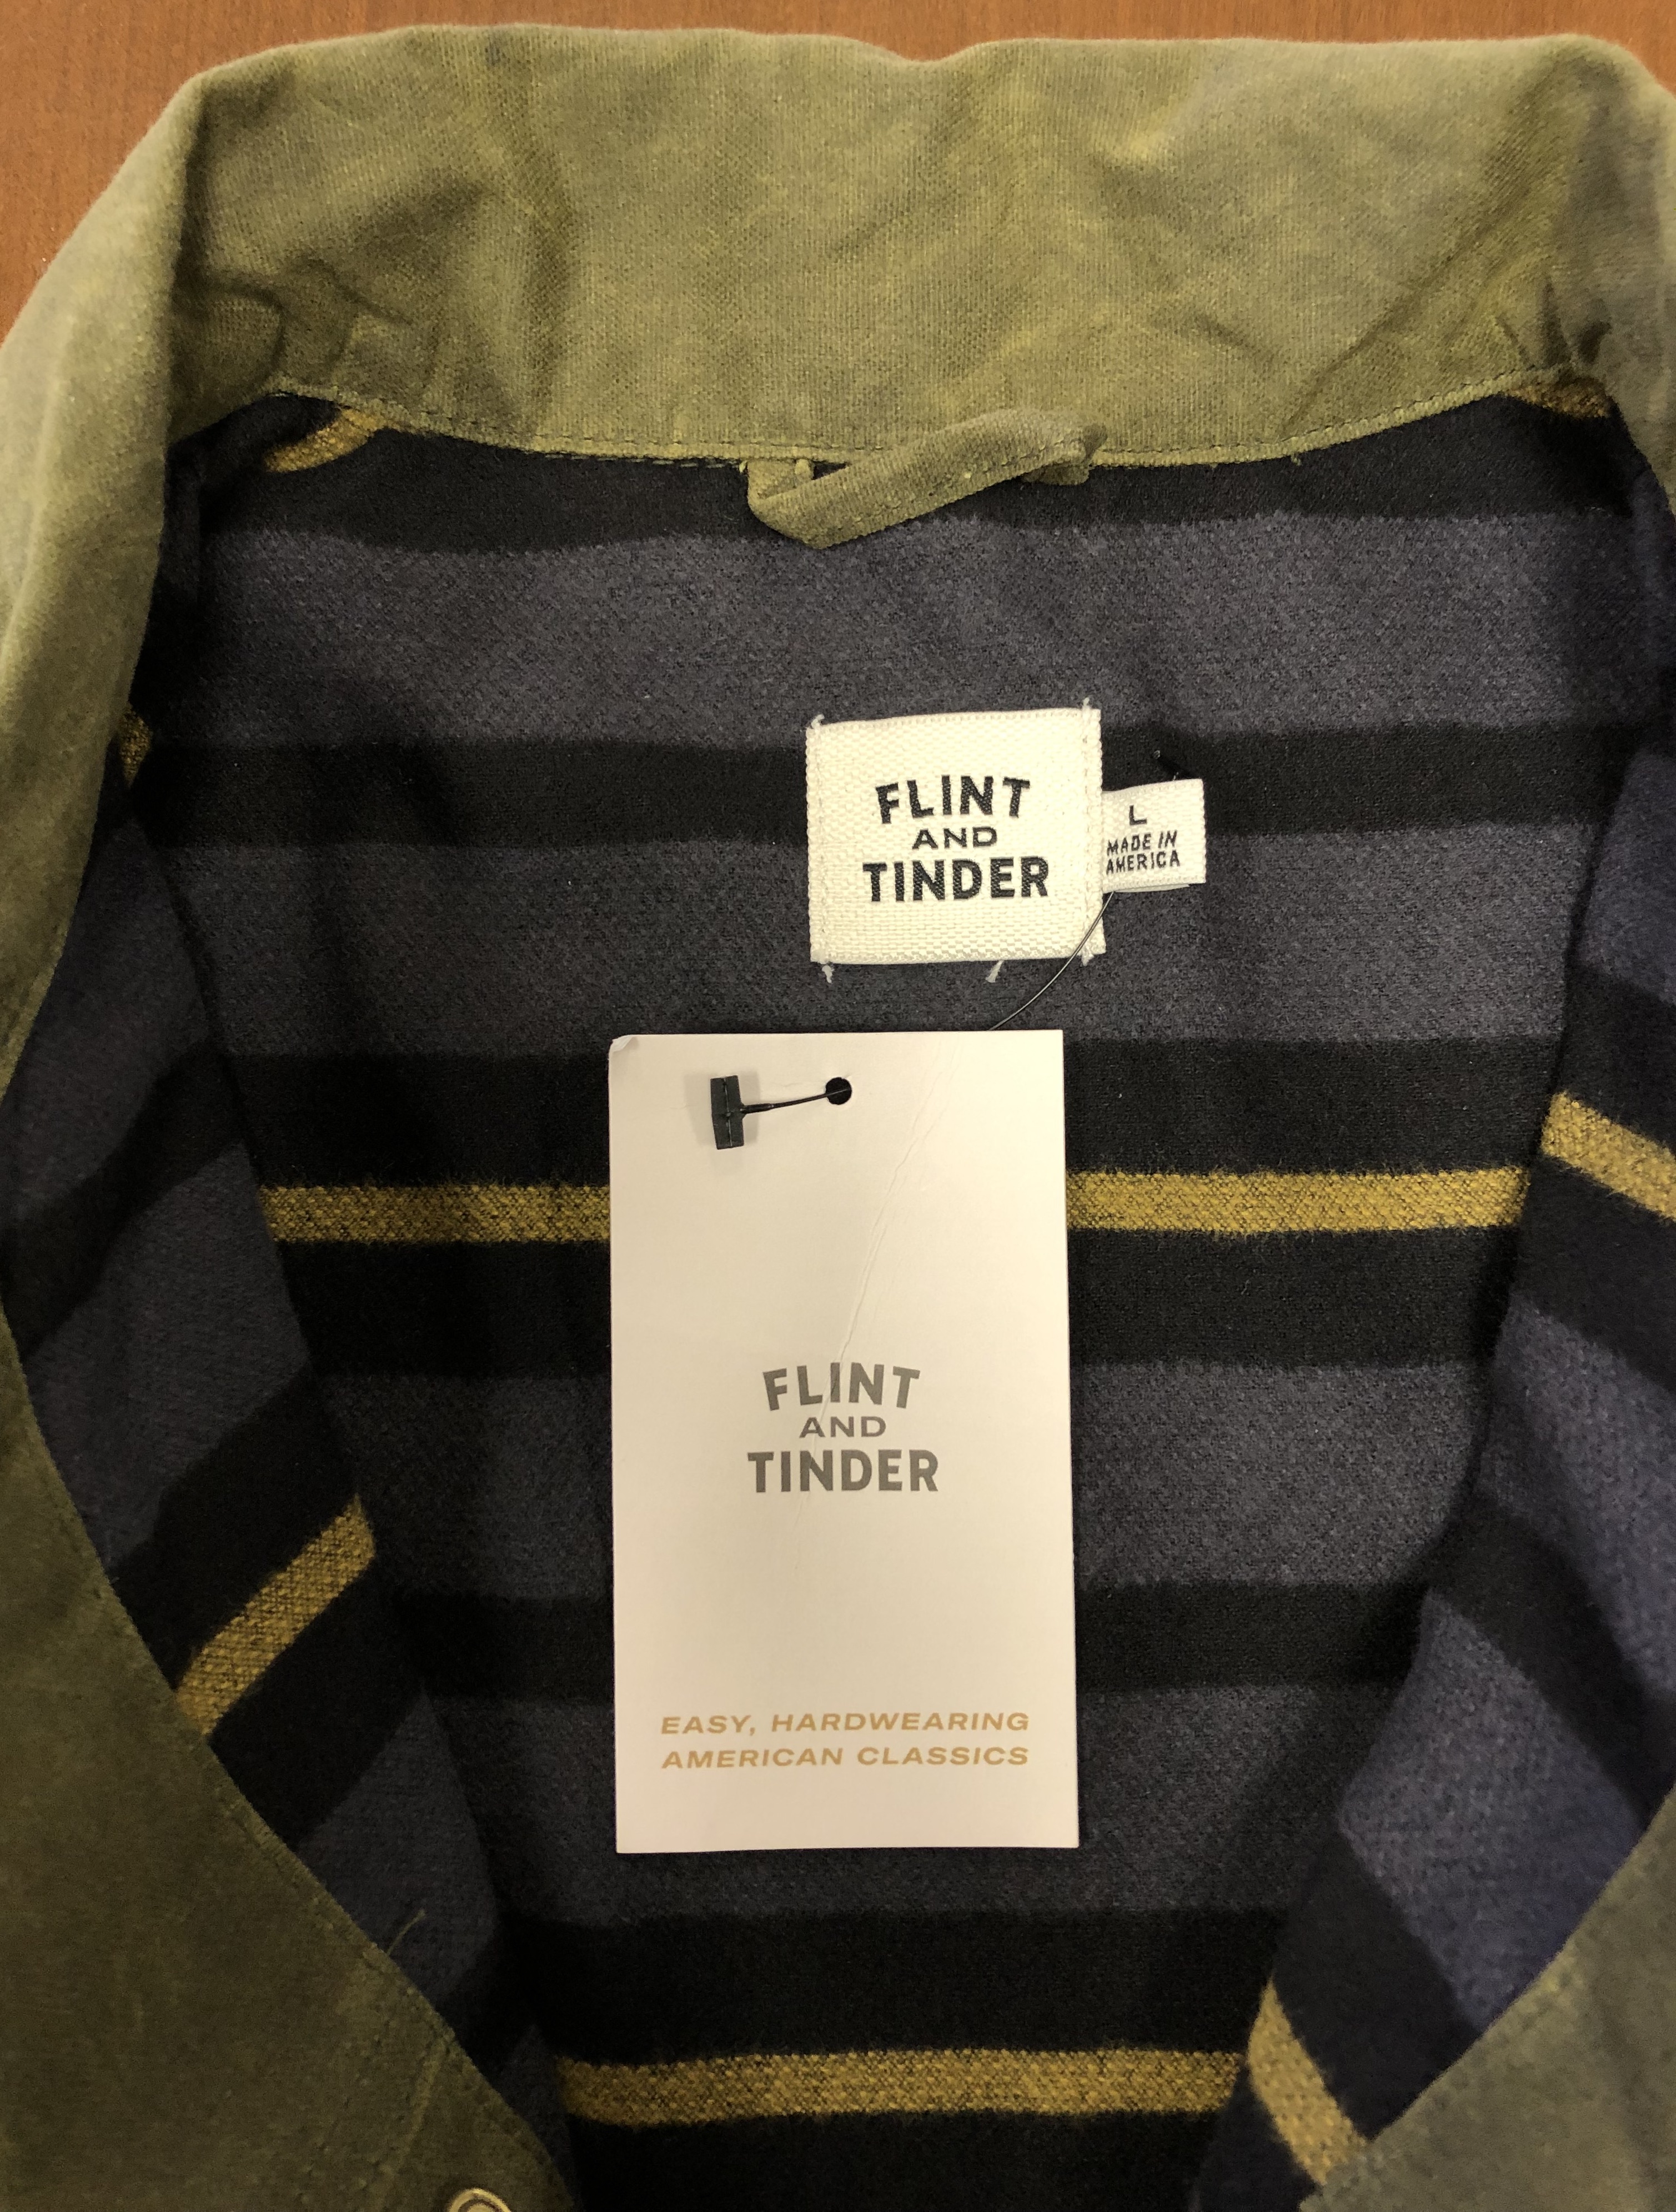 FLINT
AND
TINDER
L
MADE IN
AMERICA
FLINT
AND
TINDER
EASY, HARDWEARING
AMERICAN CLASSICS